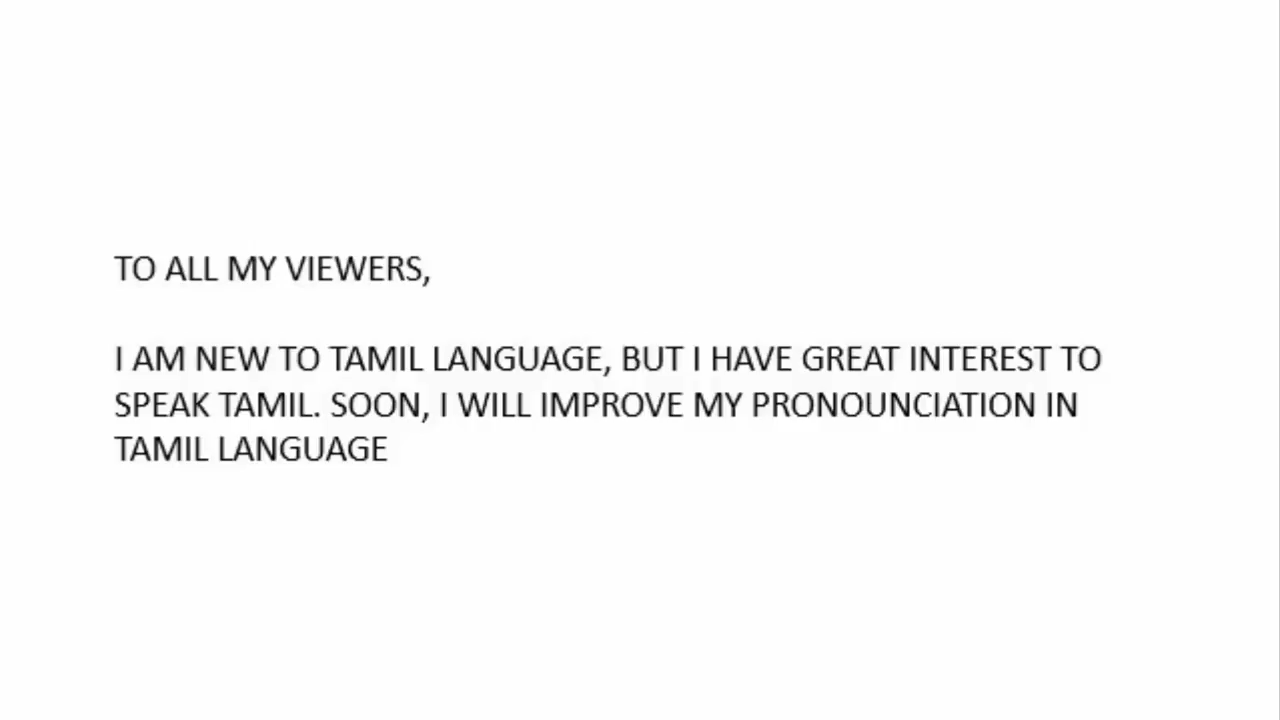 TO ALL MY VIEWERS,
I AM NEW TO TAMIL LANGUAGE, BUT I HAVE GREAT INTEREST TO
SPEAK TAMIL. SOON, I WILL IMPROVE MY PRONOUNCIATION IN
TAMIL LANGUAGE